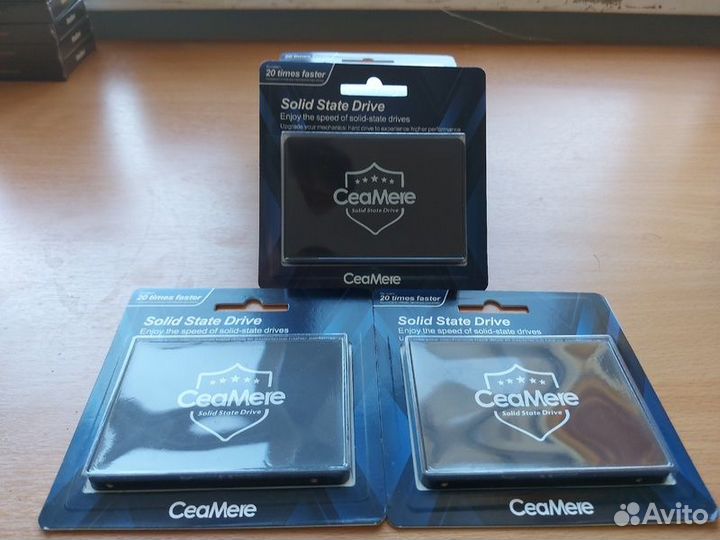 20 times faster
Solid State Drive
Enjoy the speed of solid-state drives
Upgrade your mechanical hard drive to experience higher performance
CeaMere
Solid State Drive
CeaMere
20 times faster
Solid State Drive
Enjoy the speed of solid-state drives
CeaMere
Solid State Drive
CeaMere
20 times faster
Solid State Drive
Enjoy the speed of solid-state drives
CeaMere
Solid State Drive
CeaMere
Avito